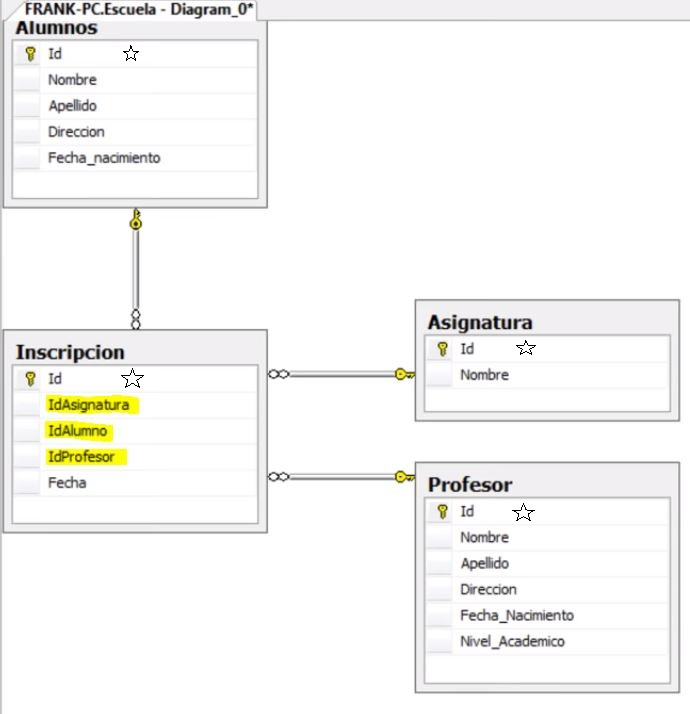 FRANK-PC.Escuela - Diagram_0*
Alumnos
Id
Nombre
Apellido
Direccion
Fecha_nacimiento
Inscripcion
Id
IdAsignatura
IdAlumno
IdProfesor
Fecha
Asignatura
Id
Nombre
Profesor
Id
Nombre
Apellido
Direccion
Fecha_Nacimiento
Nivel_Academico